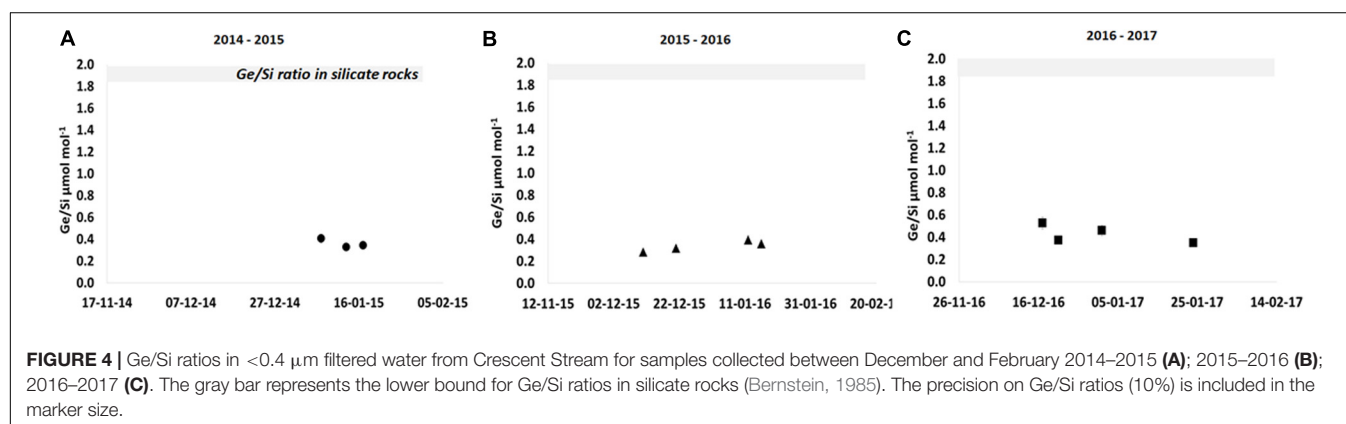 A
2014 - 2015
Ge/Si ratio in silicate rocks
Ge/Si µmol mol⁻¹
2.0
1.8
1.6
1.4
1.2
1.0
0.8
0.6
0.4
0.2
0.0
17-11-14 07-12-14 27-12-14 16-01-15 05-02-15
B
2015 - 2016
Ge/Si µmol mol⁻¹
2.0
1.8
1.6
1.4
1.2
1.0
0.8
0.6
0.4
0.2
0.0
12-11-15 02-12-15 22-12-15 11-01-16 31-01-16 20-02-1
C
2016 - 2017
Ge/Si µmol mol⁻¹
2.0
1.8
1.6
1.4
1.2
1.0
0.8
0.6
0.4
0.2
0.0
26-11-16 16-12-16 05-01-17 25-01-17 14-02-17
FIGURE 4 | Ge/Si ratios in <0.4 µm filtered water from Crescent Stream for samples collected between December and February 2014–2015 (A); 2015–2016 (B);
2016–2017 (C). The gray bar represents the lower bound for Ge/Si ratios in silicate rocks (Bernstein, 1985). The precision on Ge/Si ratios (10%) is included in the
marker size.